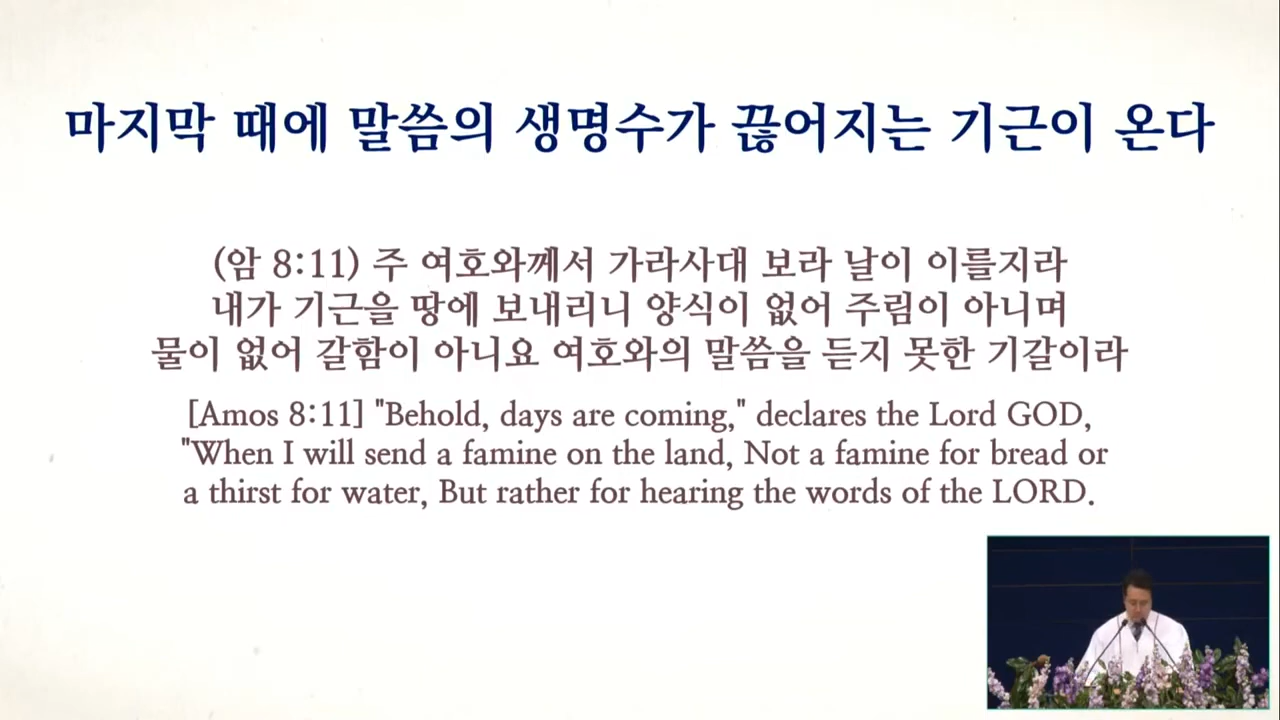 마지막 때에 말씀의 생명수가 끊어지는 기근이 온다
(암 8:11) 주 여호와께서 가라사대 보라 날이 이를지라
내가 기근을 땅에 보내리니 양식이 없어 주림이 아니며
물이 없어 갈함이 아니요 여호와의 말씀을 듣지 못한 기갈이라
[Amos 8:11] "Behold, days are coming," declares the Lord GOD,
"When I will send a famine on the land, Not a famine for bread or
a thirst for water, But rather for hearing the words of the LORD.